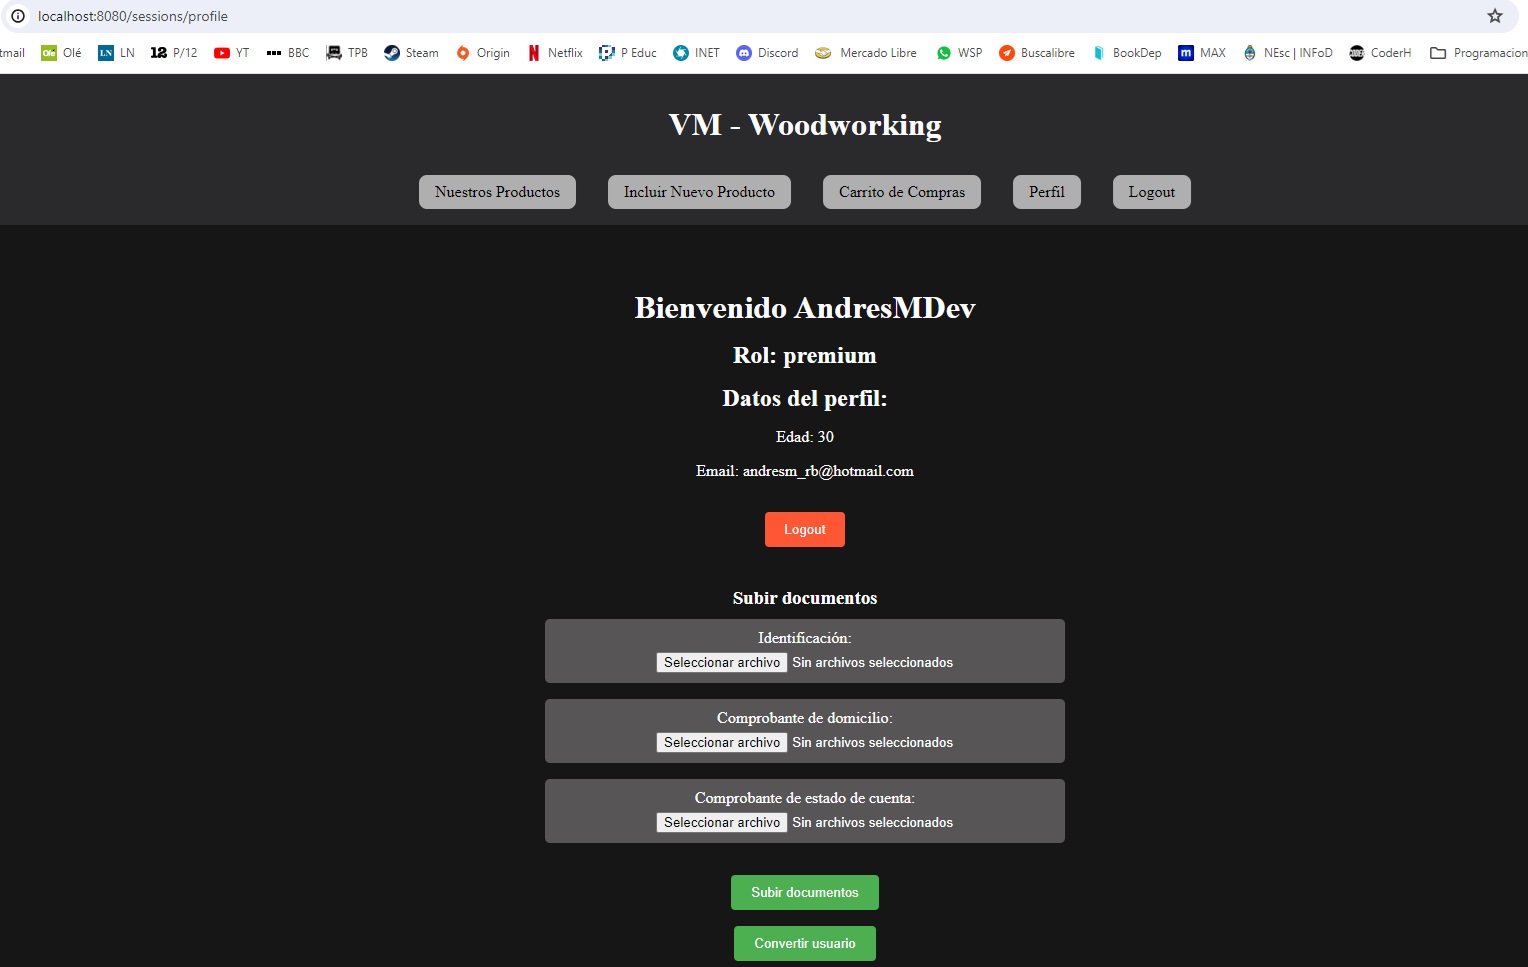 localhost:8080/sessions/profile
tmail Olé LN LN 12 P/12 YT BBC TPB Steam Origin Netflix P Educ INET Discord Mercado Libre WSP Buscalibre BookDep m MAX NEsc | INFoD CoderH Programacion
VM - Woodworking
Nuestros Productos Incluir Nuevo Producto Carrito de Compras Perfil Logout
Bienvenido AndresMDev
Rol: premium
Datos del perfil:
Edad: 30
Email: andresm_rb@hotmail.com
Logout
Subir documentos
Identificación:
Seleccionar archivo Sin archivos seleccionados
Comprobante de domicilio:
Seleccionar archivo Sin archivos seleccionados
Comprobante de estado de cuenta:
Seleccionar archivo Sin archivos seleccionados
Subir documentos
Convertir usuario